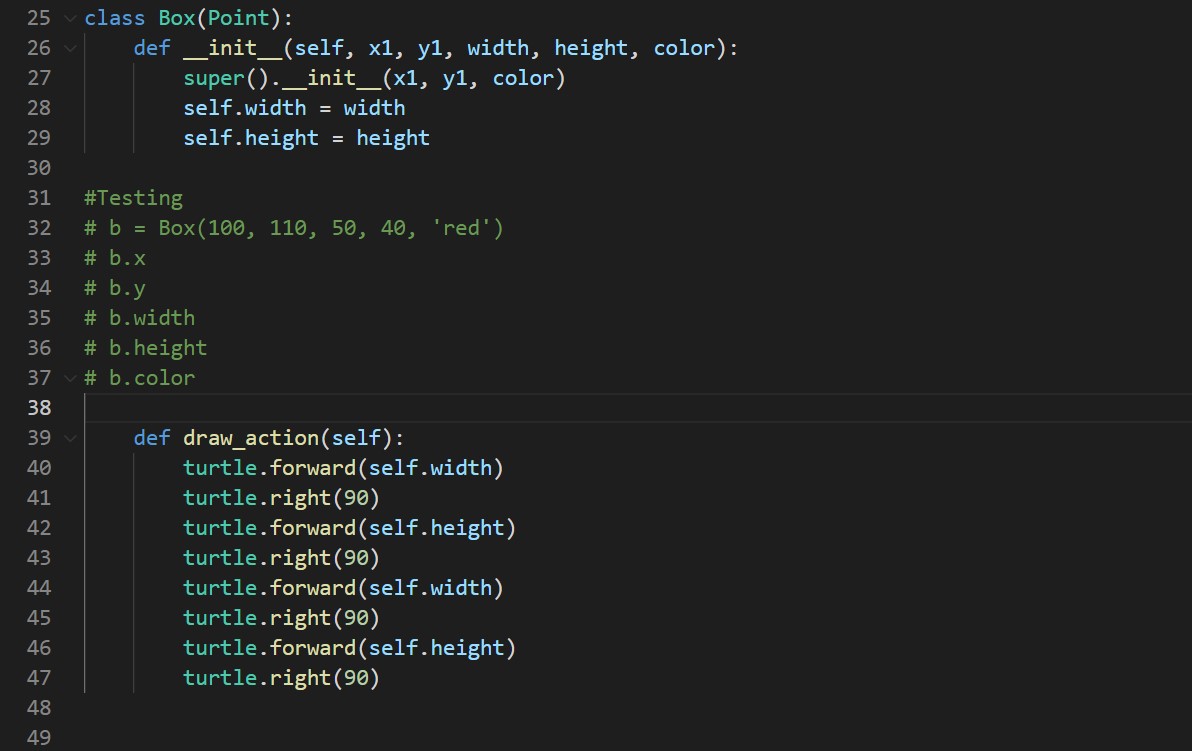 25 class Box(Point):
26     def __init__(self, x1, y1, width, height, color):
27         super().__init__(x1, y1, color)
28         self.width = width
29         self.height = height
30
31 #Testing
32 # b = Box(100, 110, 50, 40, 'red')
33 # b.x
34 # b.y
35 # b.width
36 # b.height
37 # b.color
38
39     def draw_action(self):
40         turtle.forward(self.width)
41         turtle.right(90)
42         turtle.forward(self.height)
43         turtle.right(90)
44         turtle.forward(self.width)
45         turtle.right(90)
46         turtle.forward(self.height)
47         turtle.right(90)
48
49